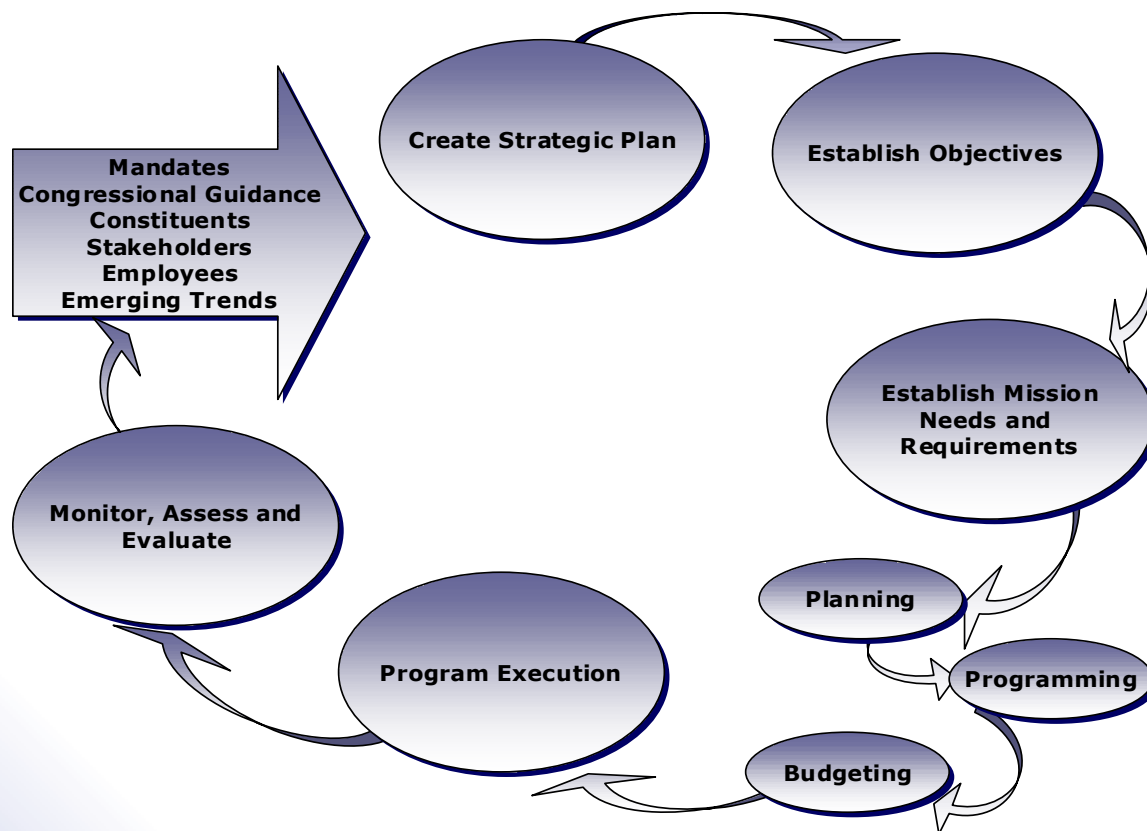 Create Strategic Plan
Establish Objectives
Mandates
Congressional Guidance
Constituents
Stakeholders
Employees
Emerging Trends
Establish Mission
Needs and
Requirements
Monitor, Assess and
Evaluate
Planning
Program Execution
Programming
Budgeting